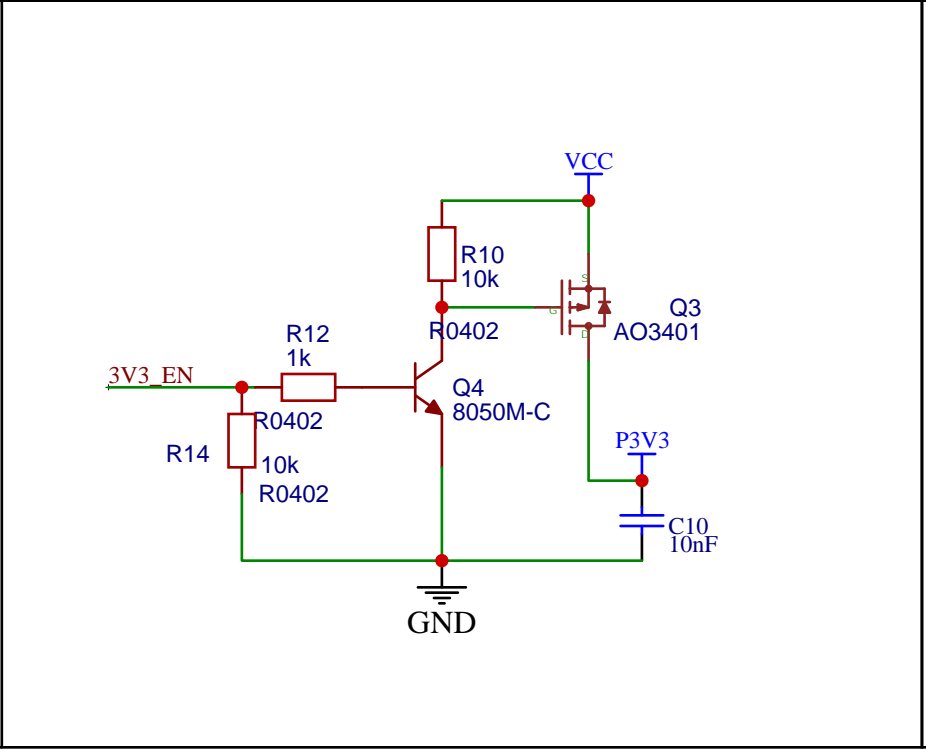 VCC
S
R10
10k
G
Q3
R0402
AO3401
D
R12
1k
3V3_EN
Q4
8050M-C
R0402
R14
10k
R0402
P3V3
C10
10nF
GND